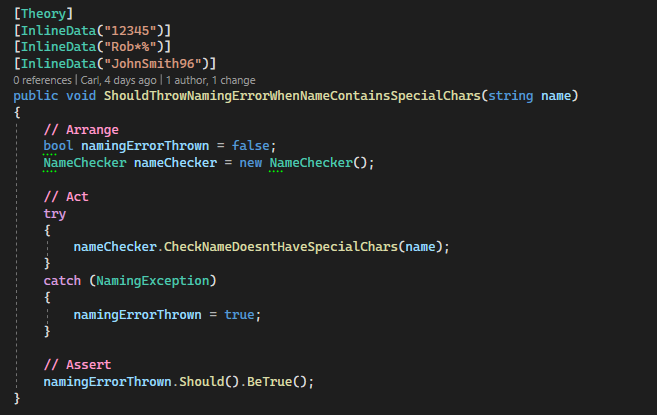 [Theory]
[InlineData("12345")]
[InlineData("Rob*%")]
[InlineData("JohnSmith96")]
0 references | Carl, 4 days ago | 1 author, 1 change
public void ShouldThrowNamingErrorWhenNameContainsSpecialChars(string name)
{
    // Arrange
    bool namingErrorThrown = false;
    NameChecker nameChecker = new NameChecker();

    // Act
    try
    {
        nameChecker.CheckNameDoesntHaveSpecialChars(name);
    }
    catch (NamingException)
    {
        namingErrorThrown = true;
    }

    // Assert
    namingErrorThrown.Should().BeTrue();
}